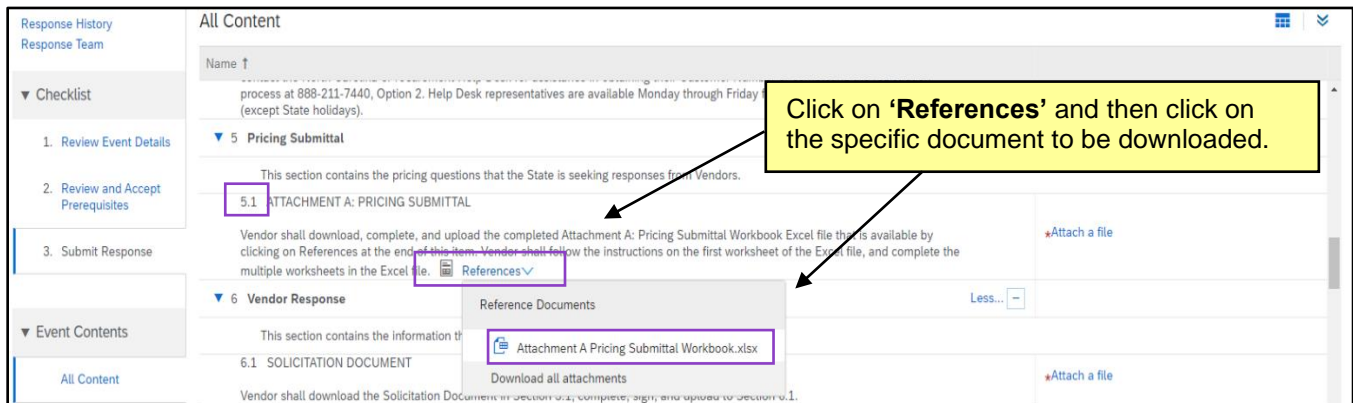 Response History
Response Team
All Content
Name ↑
▼ Checklist
1. Review Event Details
2. Review and Accept
Prerequisites
3. Submit Response
▼ Event Contents
All Content
process at 888-211-7440, Option 2. Help Desk representatives are available Monday through Friday
(except State holidays).
▼ 5 Pricing Submittal
This section contains the pricing questions that the State is seeking responses from Vendors.
5.1 ATTACHMENT A: PRICING SUBMITTAL
Vendor shall download, complete, and upload the completed Attachment A: Pricing Submittal Workbook Excel file that is available by
clicking on References at the end of this item. Vendor shall follow the instructions on the first worksheet of the Excel file, and complete the
multiple worksheets in the Excel file. References
*Attach a file
▼ 6 Vendor Response
Less... −
This section contains the information
6.1 SOLICITATION DOCUMENT
*Attach a file
Vendor shall download the Solicitation Document in Section 3.1, complete, sign, and upload to Section 6.1.
Reference Documents
Attachment A Pricing Submittal Workbook.xlsx
Download all attachments
Click on ‘References’ and then click on
the specific document to be downloaded.